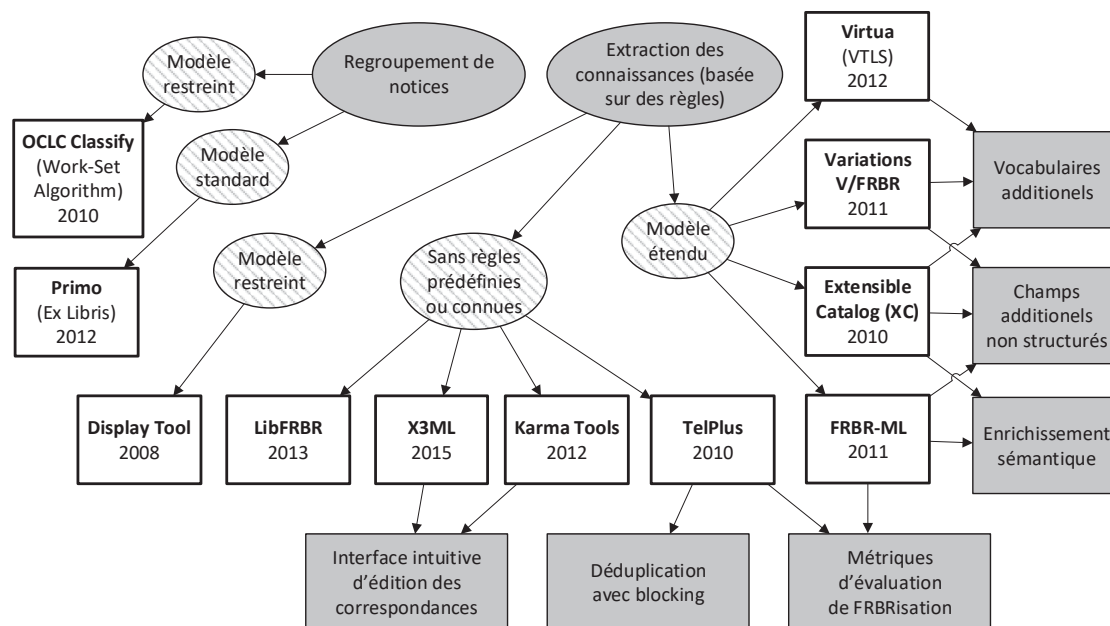 Modèle
restreint
Regroupement de
notices
Extraction des
connaissances (basée
sur des règles)
Virtua
(VTLS)
2012
OCLC Classify
(Work-Set
Algorithm)
2010
Modèle
standard
Variations
V/FRBR
2011
Vocabulaires
additionels
Modèle
étendu
Modèle
restreint
Sans règles
prédéfinies
ou connues
Primo
(Ex Libris)
2012
Extensible
Catalog (XC)
2010
Champs
additionels
non structurés
Display Tool
2008
LibFRBR
2013
X3ML
2015
Karma Tools
2012
TelPlus
2010
FRBR-ML
2011
Enrichissement
sémantique
Interface intuitive
d'édition des
correspondances
Déduplication
avec blocking
Métriques
d'évaluation
de FRBRisation